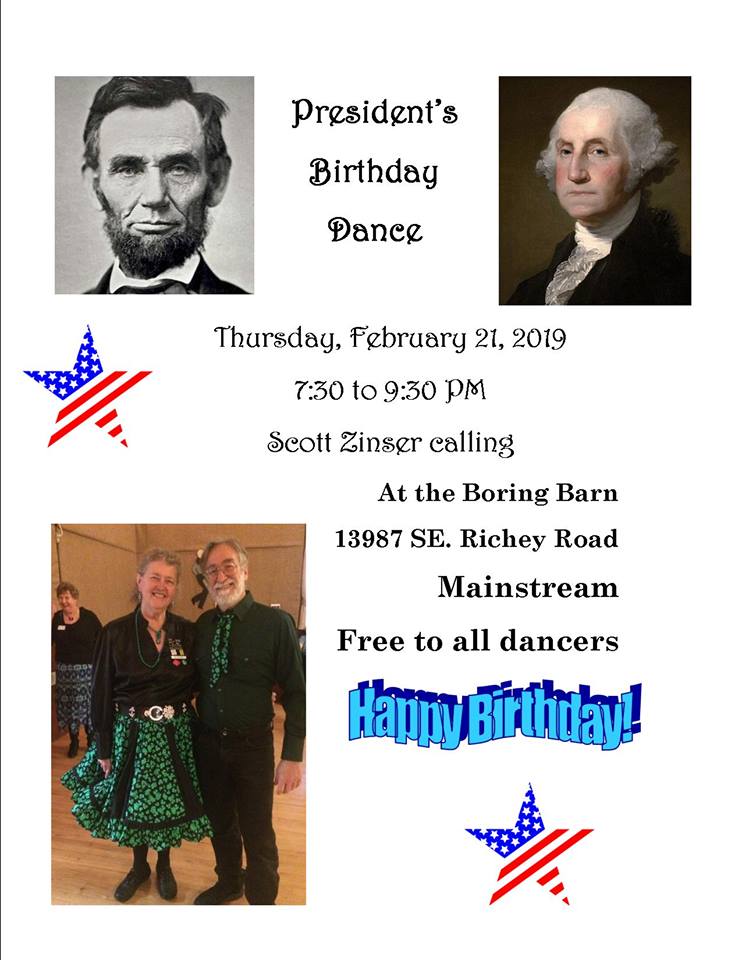 President's
Birthday
Dance
Thursday, February 21, 2019
7:30 to 9:30 PM
Scott Zinser calling
At the Boring Barn
13987 SE. Richey Road
Mainstream
Free to all dancers
Happy Birthday!